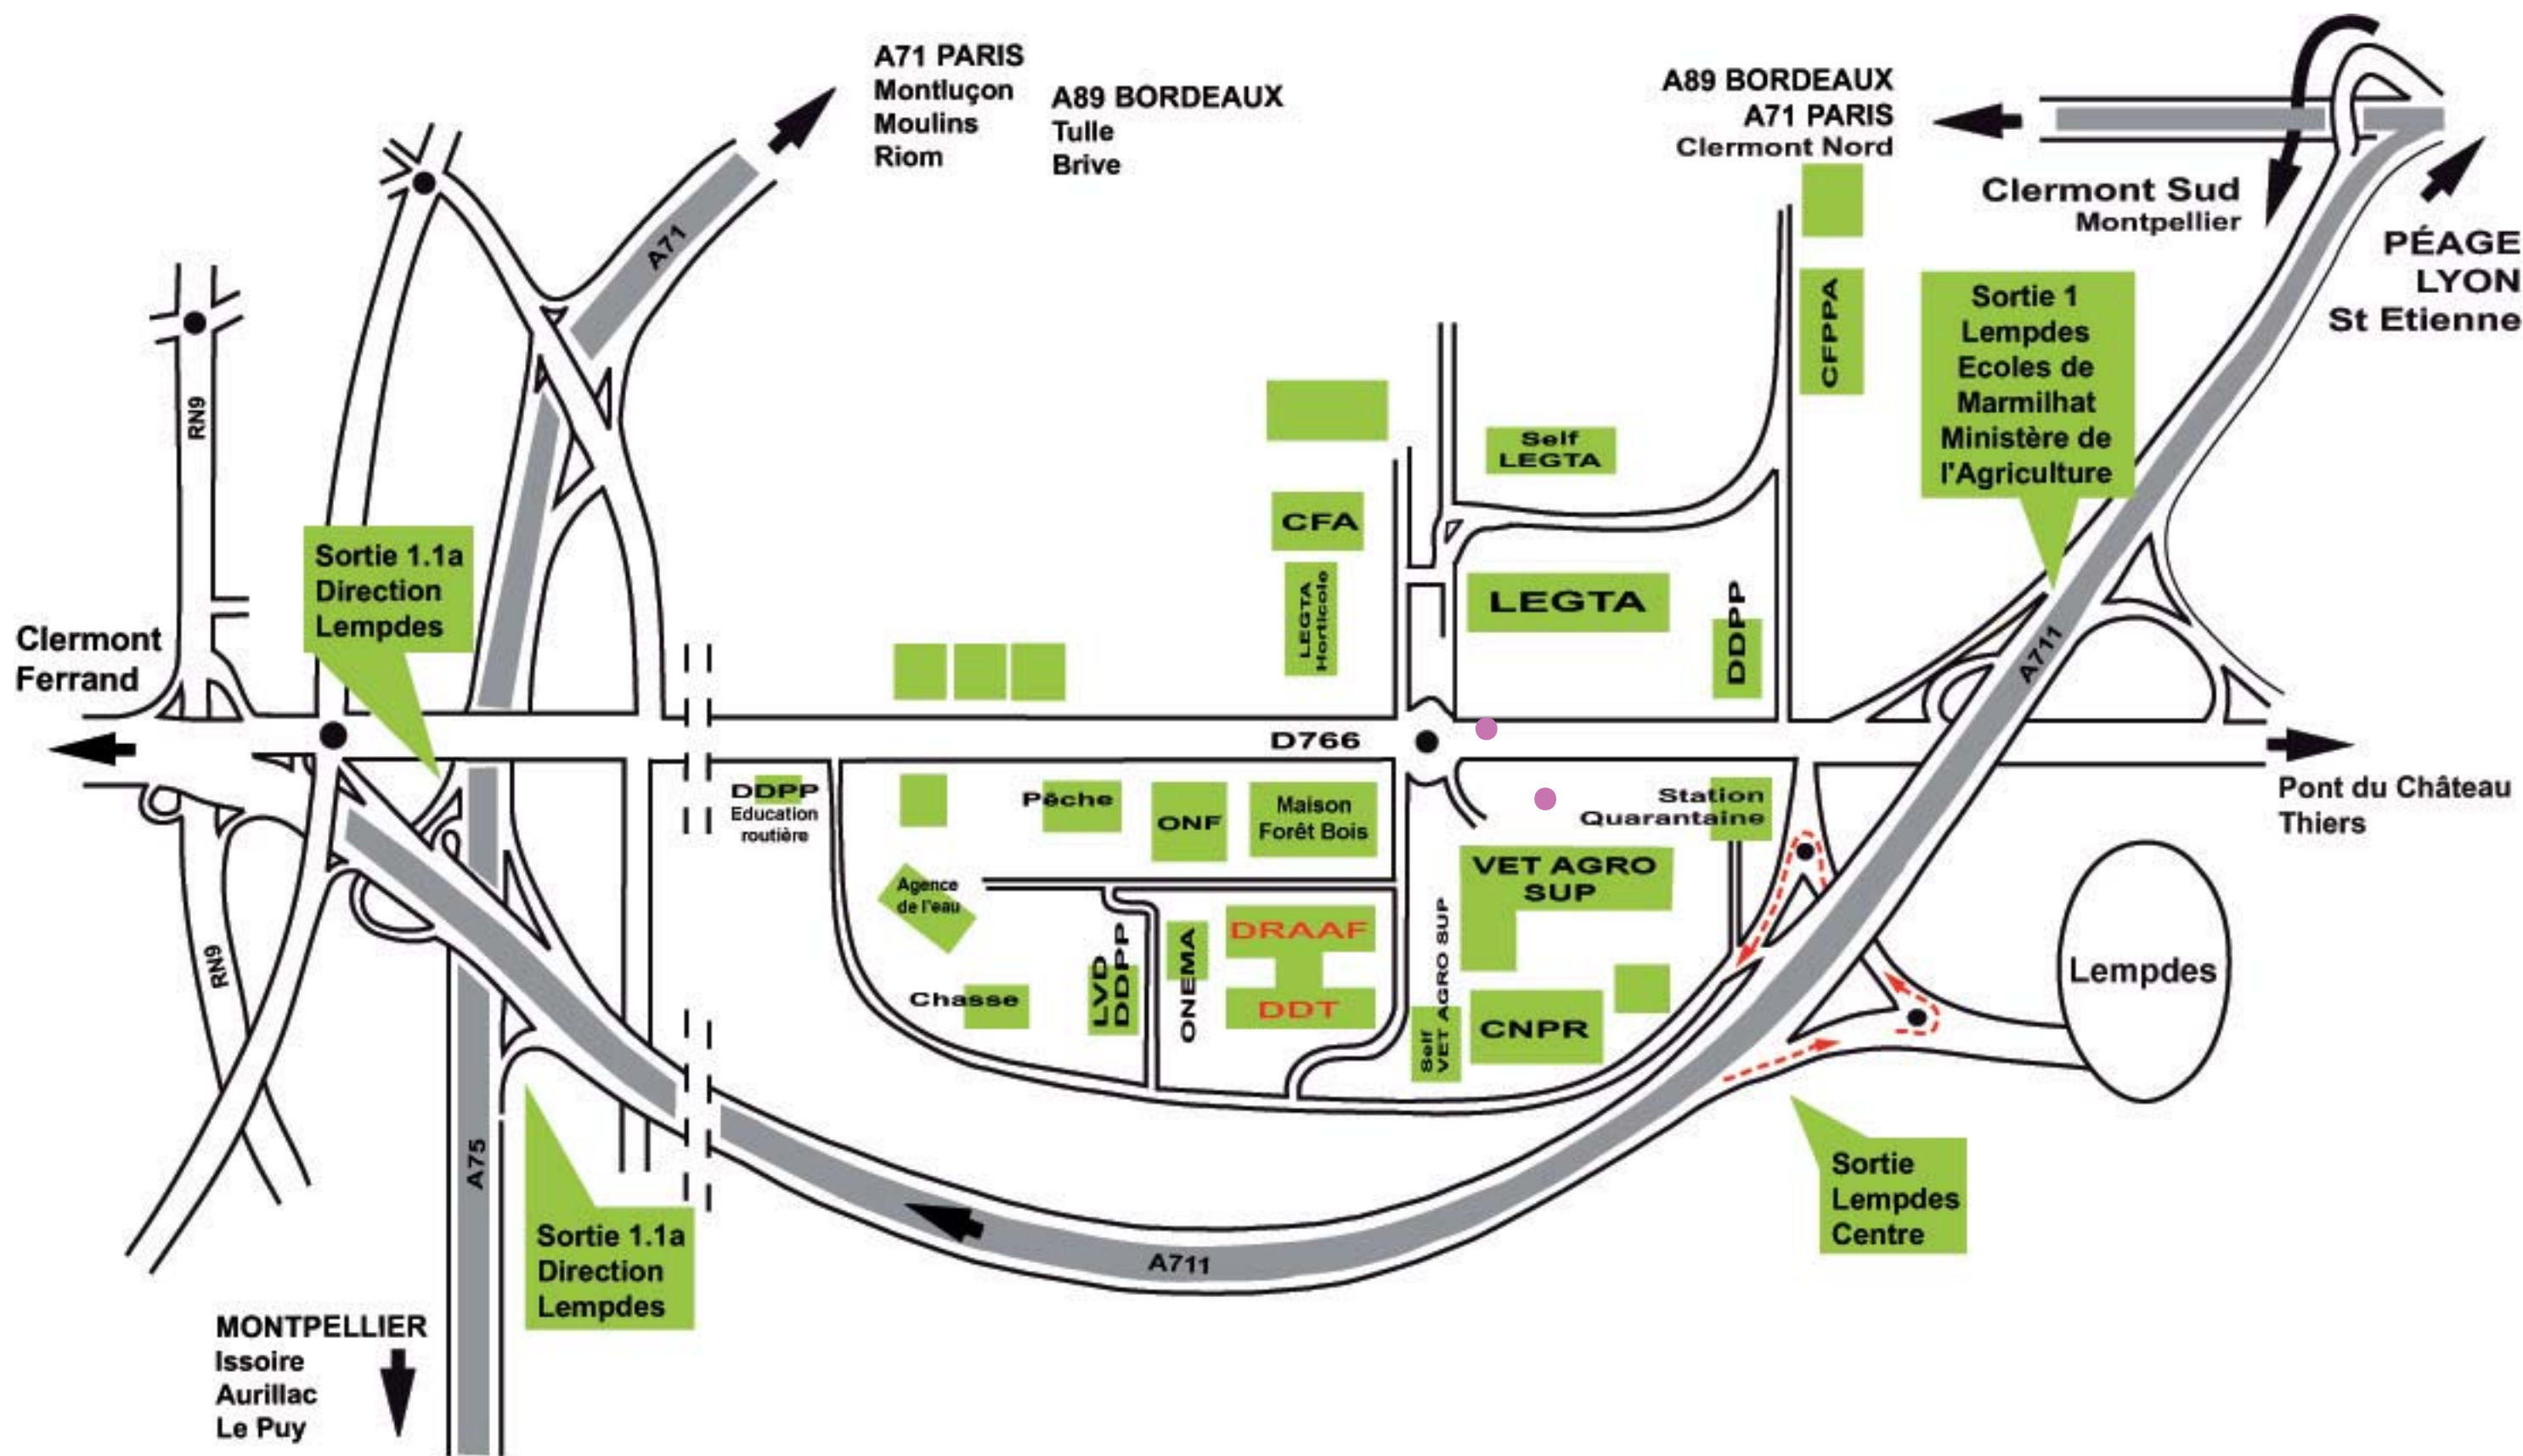 A71 PARIS
Montluçon
Moulins
Riom
A89 BORDEAUX
Tulle
Brive
A89 BORDEAUX
A71 PARIS
Clermont Nord
Clermont Sud
Montpellier
PÉAGE
LYON
St Etienne
A71
RN9
CFPPA
Sortie 1
Lempdes
Ecoles de
Marmilhat
Ministère de
l'Agriculture
Self
LEGTA
CFA
LEGTA
Horticole
LEGTA
DDPP
Sortie 1.1a
Direction
Lempdes
Clermont
Ferrand
A711
D766
Pont du Château
Thiers
DDPP
Education
routière
Pêche
ONF
Maison
Forêt Bois
Station
Quarantaine
VET AGRO
SUP
Agence
de l'eau
Chasse
LVD
DDPP
ONEMA
DRAAF
DDT
Self
VET AGRO SUP
CNPR
Lempdes
RN9
A75
Sortie
Lempdes
Centre
Sortie 1.1a
Direction
Lempdes
A711
MONTPELLIER
Issoire
Aurillac
Le Puy